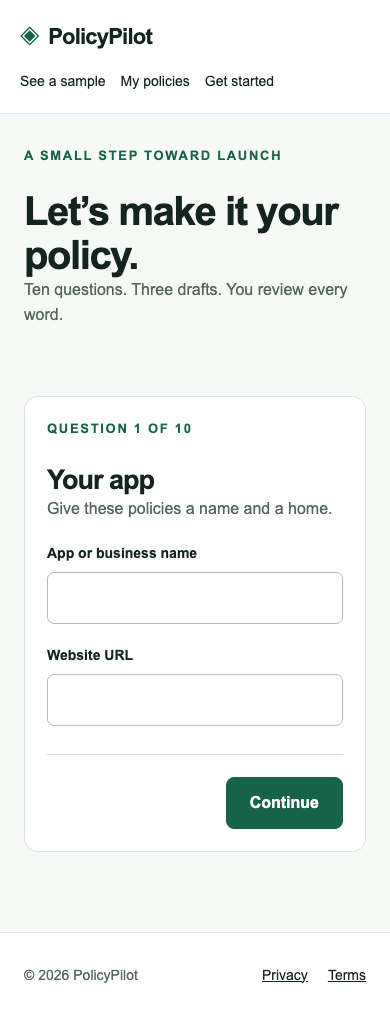 PolicyPilot
See a sample My policies Get started
A SMALL STEP TOWARD LAUNCH
Let’s make it your
policy.
Ten questions. Three drafts. You review every
word.
QUESTION 1 OF 10
Your app
Give these policies a name and a home.
App or business name
Website URL
Continue
© 2026 PolicyPilot Privacy Terms